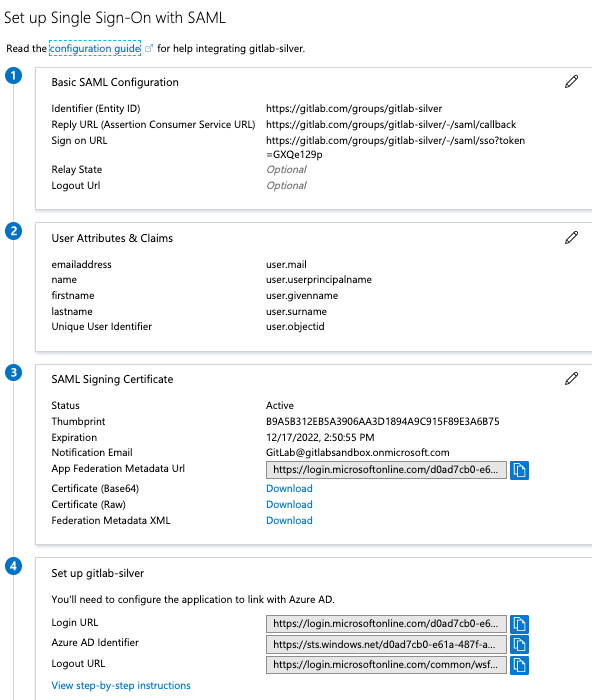 Set up Single Sign-On with SAML
Read the configuration guide for help integrating gitlab-silver.
1
Basic SAML Configuration
Identifier (Entity ID) https://gitlab.com/groups/gitlab-silver
Reply URL (Assertion Consumer Service URL) https://gitlab.com/groups/gitlab-silver/-/saml/callback
Sign on URL https://gitlab.com/groups/gitlab-silver/-/saml/sso?token
=GXQe129p
Relay State Optional
Logout Url Optional
2
User Attributes & Claims
emailaddress user.mail
name user.userprincipalname
firstname user.givenname
lastname user.surname
Unique User Identifier user.objectid
3
SAML Signing Certificate
Status Active
Thumbprint B9A5B312EB5A3906AA3D1894A9C915F89E3A6B75
Expiration 12/17/2022, 2:50:55 PM
Notification Email GitLab@gitlabsandbox.onmicrosoft.com
App Federation Metadata Url https://login.microsoftonline.com/d0ad7cb0-e6...
Certificate (Base64) Download
Certificate (Raw) Download
Federation Metadata XML Download
4
Set up gitlab-silver
You'll need to configure the application to link with Azure AD.
Login URL https://login.microsoftonline.com/d0ad7cb0-e6...
Azure AD Identifier https://sts.windows.net/d0ad7cb0-e61a-487f-a...
Logout URL https://login.microsoftonline.com/common/wsf...
View step-by-step instructions